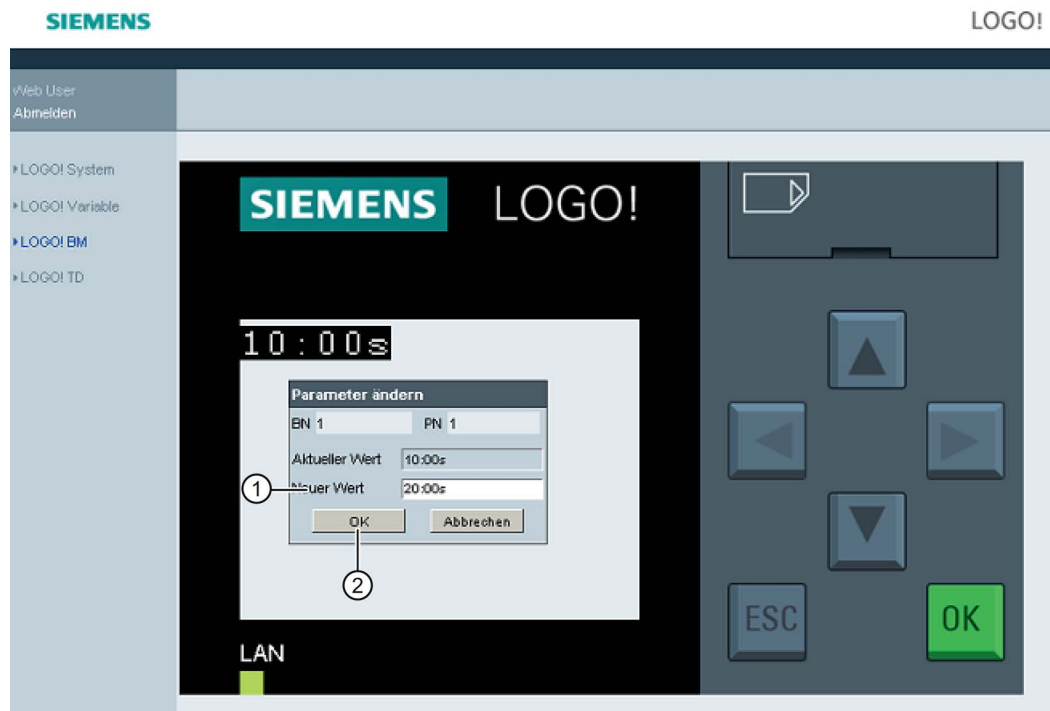 SIEMENS LOGO!
Web User
Abmelden
LOGO! System
LOGO! Variable
LOGO! BM
LOGO! TD
SIEMENS LOGO!
10:00s
Parameter ändern
BN 1 PN 1
Aktueller Wert 10:00s
1 Neuer Wert 20:00s
OK Abbrechen
2
ESC OK
LAN